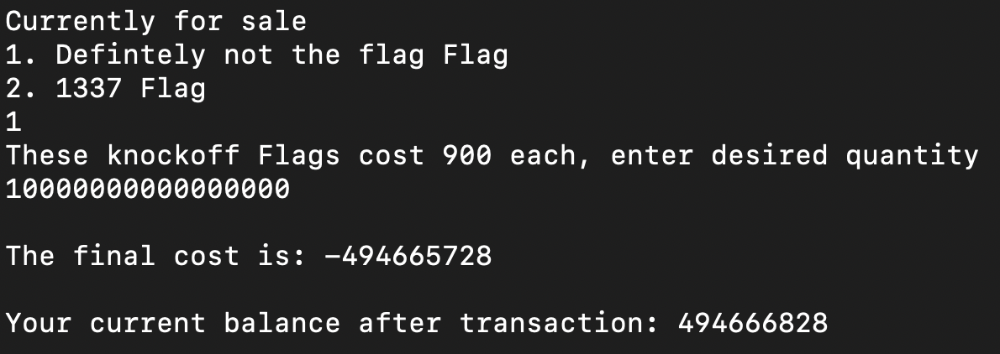 Currently for sale
1. Defintely not the flag Flag
2. 1337 Flag
1
These knockoff Flags cost 900 each, enter desired quantity
10000000000000000
The final cost is: -494665728
Your current balance after transaction: 494666828